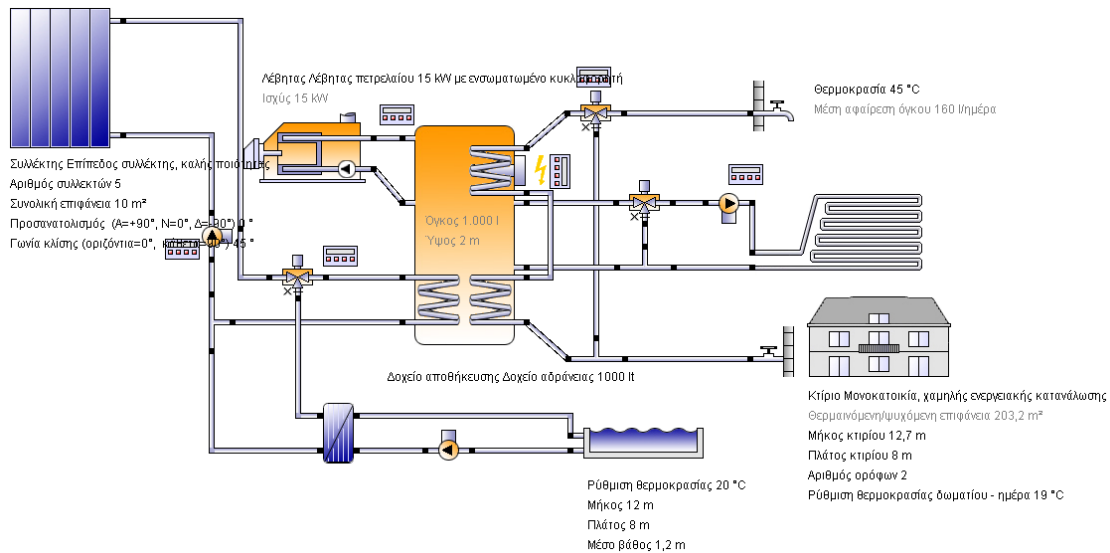 Λέβητας Λέβητας πετρελαίου 15 kW με ενσωματωμένο κυκλοφορητή
Ισχύς 15 kW
Θερμοκρασία 45 °C
Μέση αφαίρεση όγκου 160 l/ημέρα
Συλλέκτης Επίπεδος συλλέκτης, καλής ποιότητας
Αριθμός συλλεκτών 5
Συνολική επιφάνεια 10 m²
Προσανατολισμός (Α=+90°, Ν=0°, Δ=-90°) 0 °
Γωνία κλίσης (οριζόντια=0°, κάθετα=90°) 45 °
Όγκος 1.000 l
Ύψος 2 m
Δοχείο αποθήκευσης Δοχείο αδράνειας 1000 lt
Κτίριο Μονοκατοικία, χαμηλής ενεργειακής κατανάλωσης
Θερμαινόμενη/ψυχόμενη επιφάνεια 203,2 m²
Μήκος κτιρίου 12,7 m
Πλάτος κτιρίου 8 m
Αριθμός ορόφων 2
Ρύθμιση θερμοκρασίας δωματίου - ημέρα 19 °C
Ρύθμιση θερμοκρασίας 20 °C
Μήκος 12 m
Πλάτος 8 m
Μέσο βάθος 1,2 m